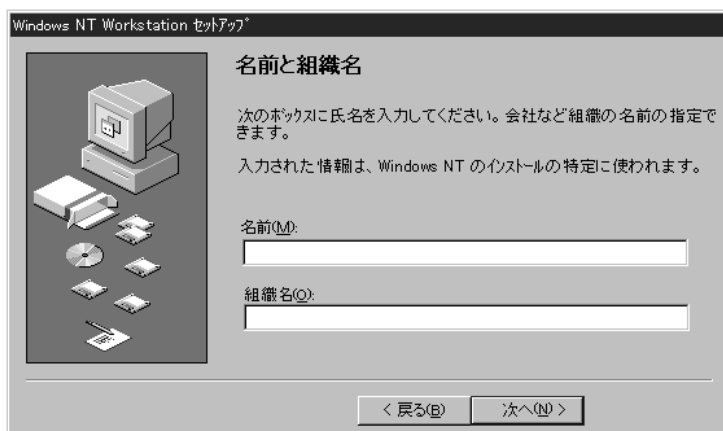 Windows NT Workstation ｾｯﾄｱｯﾌﾟ
名前と組織名
次のﾎﾞｯｸｽに氏名を入力してください。会社など組織の名前の指定で
きます。
入力された情報は、Windows NT のｲﾝｽﾄｰﾙの特定に使われます。
名前(M):
組織名(O):
< 戻る(B)
次へ(N) >